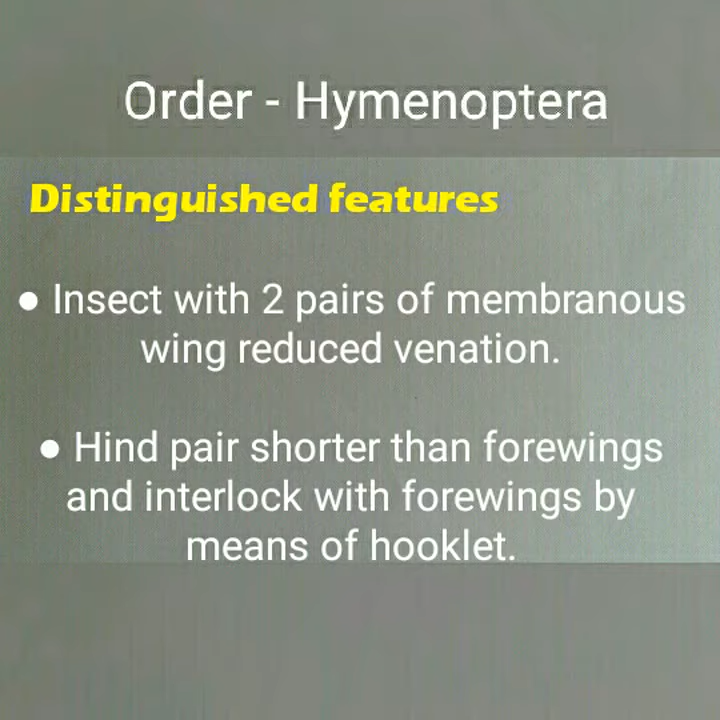 Order - Hymenoptera
Distinguished features
● Insect with 2 pairs of membranous
wing reduced venation.
● Hind pair shorter than forewings
and interlock with forewings by
means of hooklet.